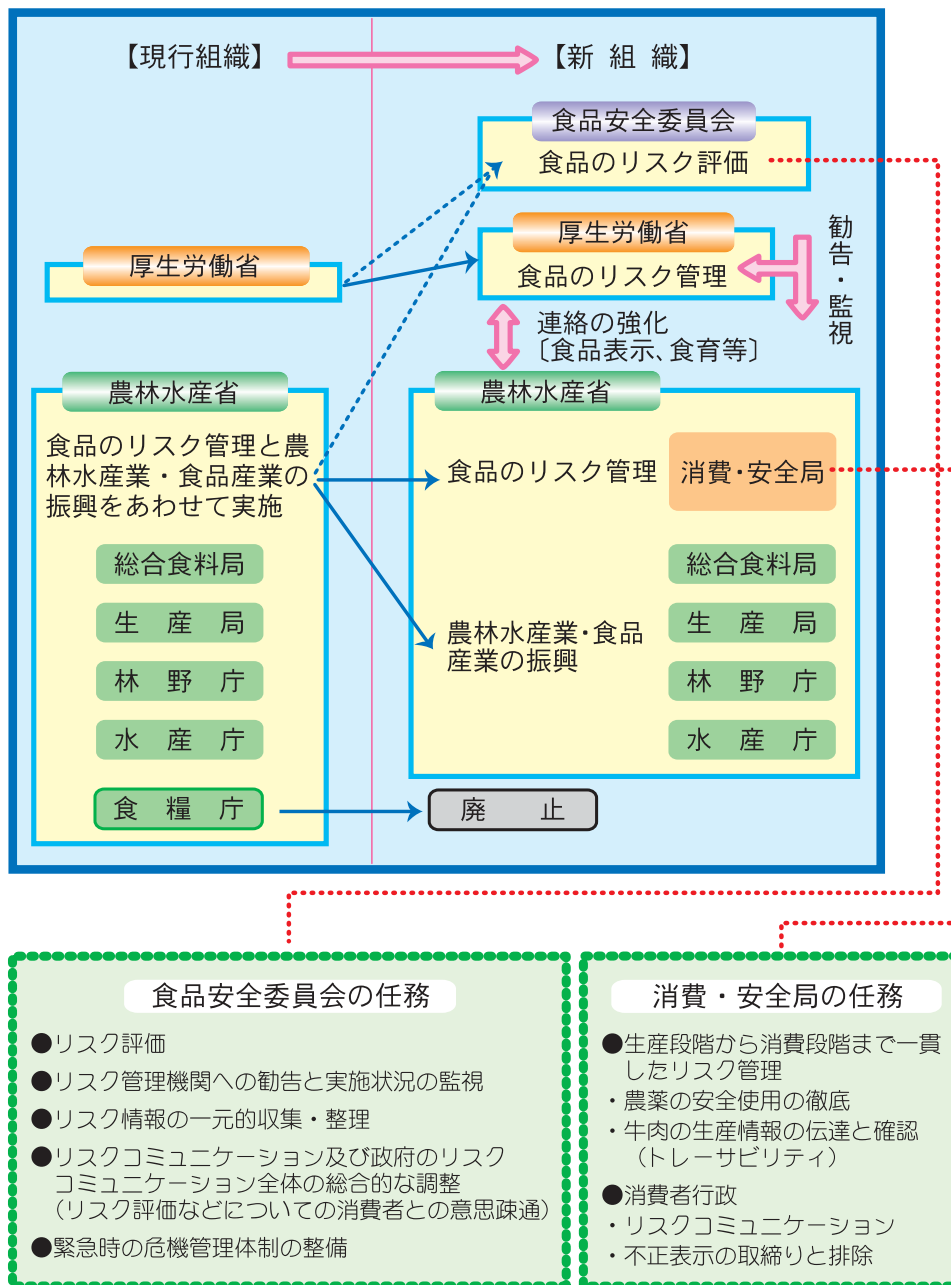 【現行組織】
【新 組 織】
食品安全委員会
食品のリスク評価
厚生労働省
厚生労働省
食品のリスク管理
勧告・監視
連絡の強化
〔食品表示、食育等〕
農林水産省
食品のリスク管理と農
林水産業・食品産業の
振興をあわせて実施
総合食料局
生 産 局
林 野 庁
水 産 庁
食 糧 庁
農林水産省
食品のリスク管理
消費・安全局
農林水産業・食品
産業の振興
総合食料局
生 産 局
林 野 庁
水 産 庁
廃 止
食品安全委員会の任務
●リスク評価
●リスク管理機関への勧告と実施状況の監視
●リスク情報の一元的収集・整理
●リスクコミュニケーション及び政府のリスク
コミュニケーション全体の総合的な調整
(リスク評価などについての消費者との意思疎通)
●緊急時の危機管理体制の整備
消費・安全局の任務
●生産段階から消費段階まで一貫
したリスク管理
・農薬の安全使用の徹底
・牛肉の生産情報の伝達と確認
(トレーサビリティ)
●消費者行政
・リスクコミュニケーション
・不正表示の取締りと排除